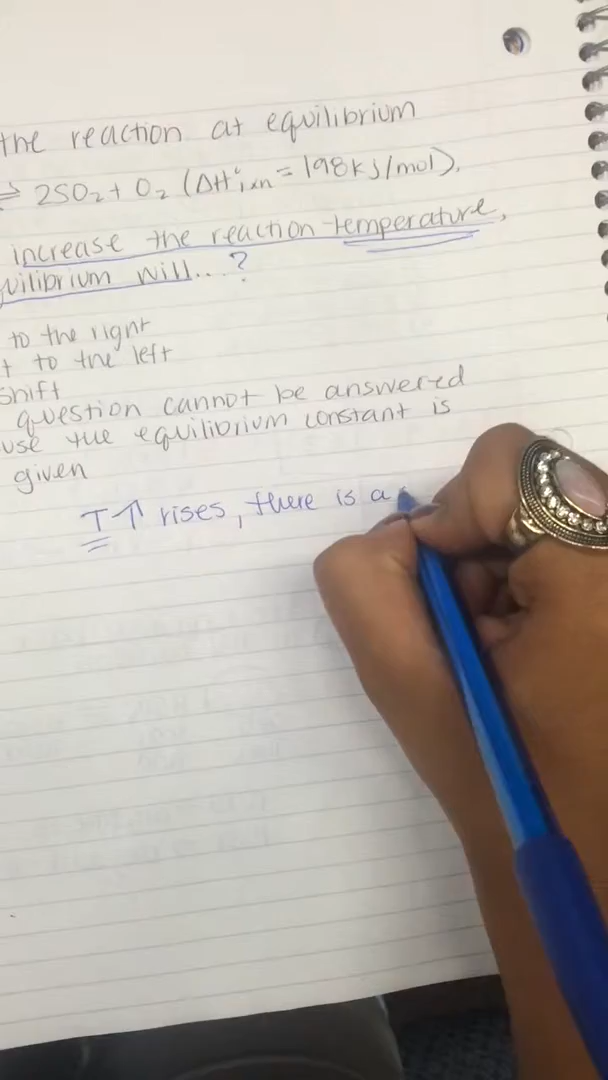 the reaction at equilibrium
⇌ 2SO₂ + O₂ (ΔH°rxn = 198kJ/mol).
increase the reaction temperature,
uilibrium will...?
to the right
t to the left
shift
question cannot be answered
use the equilibrium constant is
given
T↑ rises, there is a